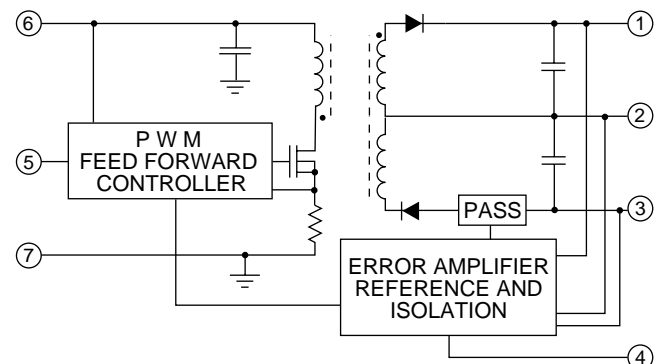 6
1
2
P W M
FEED FORWARD
CONTROLLER
5
PASS
3
7
ERROR AMPLIFIER
REFERENCE AND
ISOLATION
4